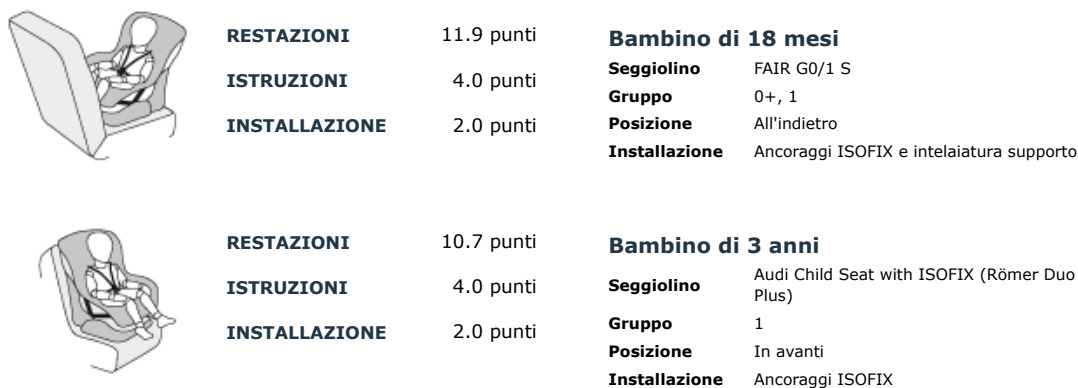 RESTAZIONI 11.9 punti
ISTRUZIONI 4.0 punti
INSTALLAZIONE 2.0 punti
Bambino di 18 mesi
Seggiolino FAIR G0/1 S
Gruppo 0+, 1
Posizione All'indietro
Installazione Ancoraggi ISOFIX e intelaiatura supporto
RESTAZIONI 10.7 punti
ISTRUZIONI 4.0 punti
INSTALLAZIONE 2.0 punti
Bambino di 3 anni
Seggiolino Audi Child Seat with ISOFIX (Römer Duo
Plus)
Gruppo 1
Posizione In avanti
Installazione Ancoraggi ISOFIX